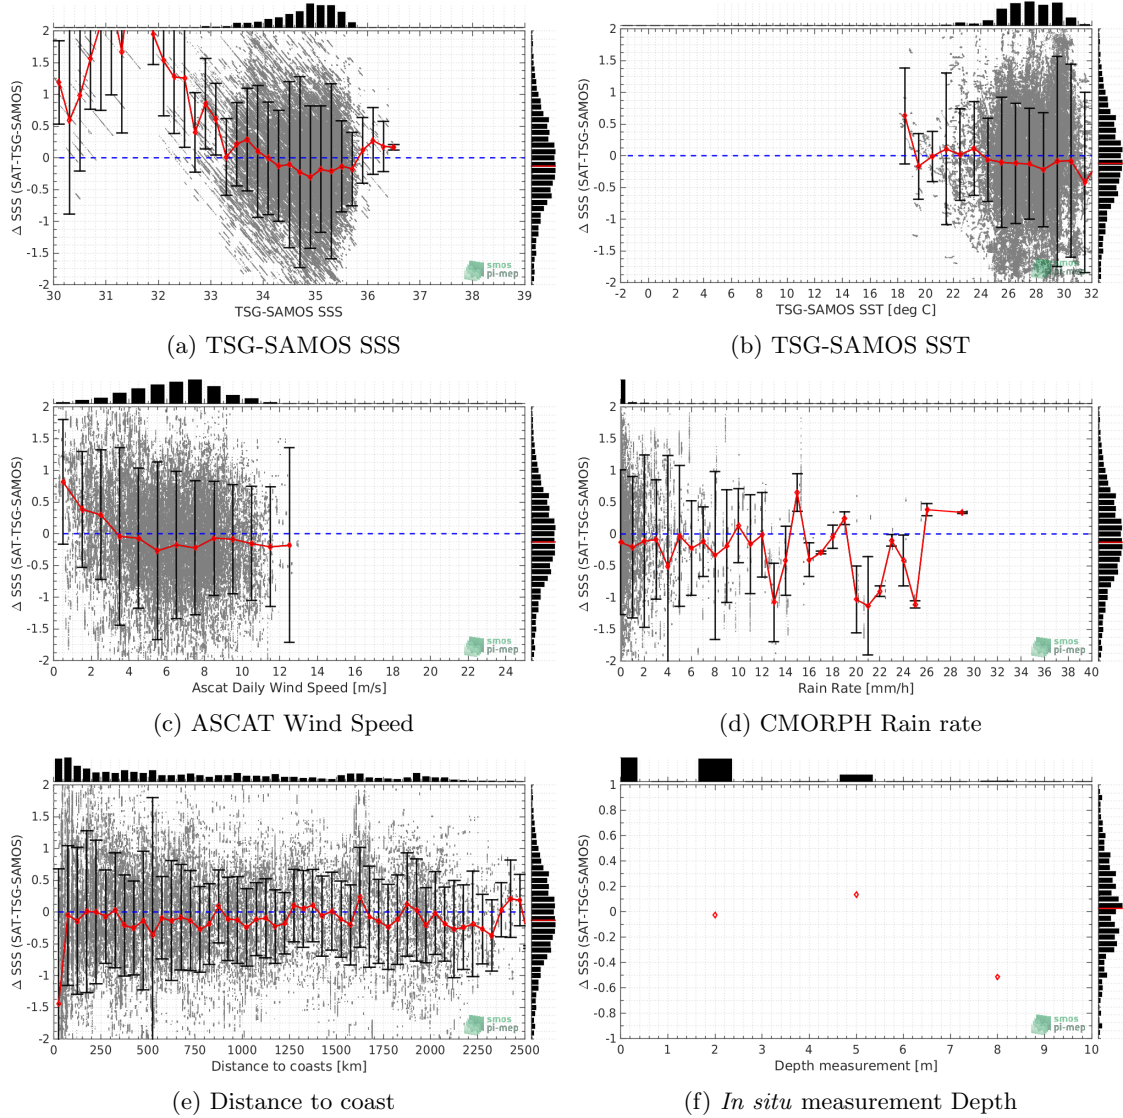 2
1.5
1
0.5
0
-0.5
-1
-1.5
-2
Δ SSS (SAT-TSG-SAMOS)
30 31 32 33 34 35 36 37 38 39
TSG-SAMOS SSS
smos
pi-mep
(a) TSG-SAMOS SSS
2
1.5
1
0.5
0
-0.5
-1
-1.5
-2
Δ SSS (SAT-TSG-SAMOS)
-2 0 2 4 6 8 10 12 14 16 18 20 22 24 26 28 30 32
TSG-SAMOS SST [deg C]
smos
pi-mep
(b) TSG-SAMOS SST
2
1.5
1
0.5
0
-0.5
-1
-1.5
-2
Δ SSS (SAT-TSG-SAMOS)
0 2 4 6 8 10 12 14 16 18 20 22 24
Ascat Daily Wind Speed [m/s]
smos
pi-mep
(c) ASCAT Wind Speed
2
1.5
1
0.5
0
-0.5
-1
-1.5
-2
Δ SSS (SAT-TSG-SAMOS)
0 2 4 6 8 10 12 14 16 18 20 22 24 26 28 30 32 34 36 38 40
Rain Rate [mm/h]
smos
pi-mep
(d) CMORPH Rain rate
2
1.5
1
0.5
0
-0.5
-1
-1.5
-2
Δ SSS (SAT-TSG-SAMOS)
0 250 500 750 1000 1250 1500 1750 2000 2250 2500
Distance to coasts [km]
smos
pi-mep
(e) Distance to coast
1
0.8
0.6
0.4
0.2
0
-0.2
-0.4
-0.6
-0.8
-1
Δ SSS (SAT-TSG-SAMOS)
0 1 2 3 4 5 6 7 8 9 10
Depth measurement [m]
smos
pi-mep
(f) In situ measurement Depth